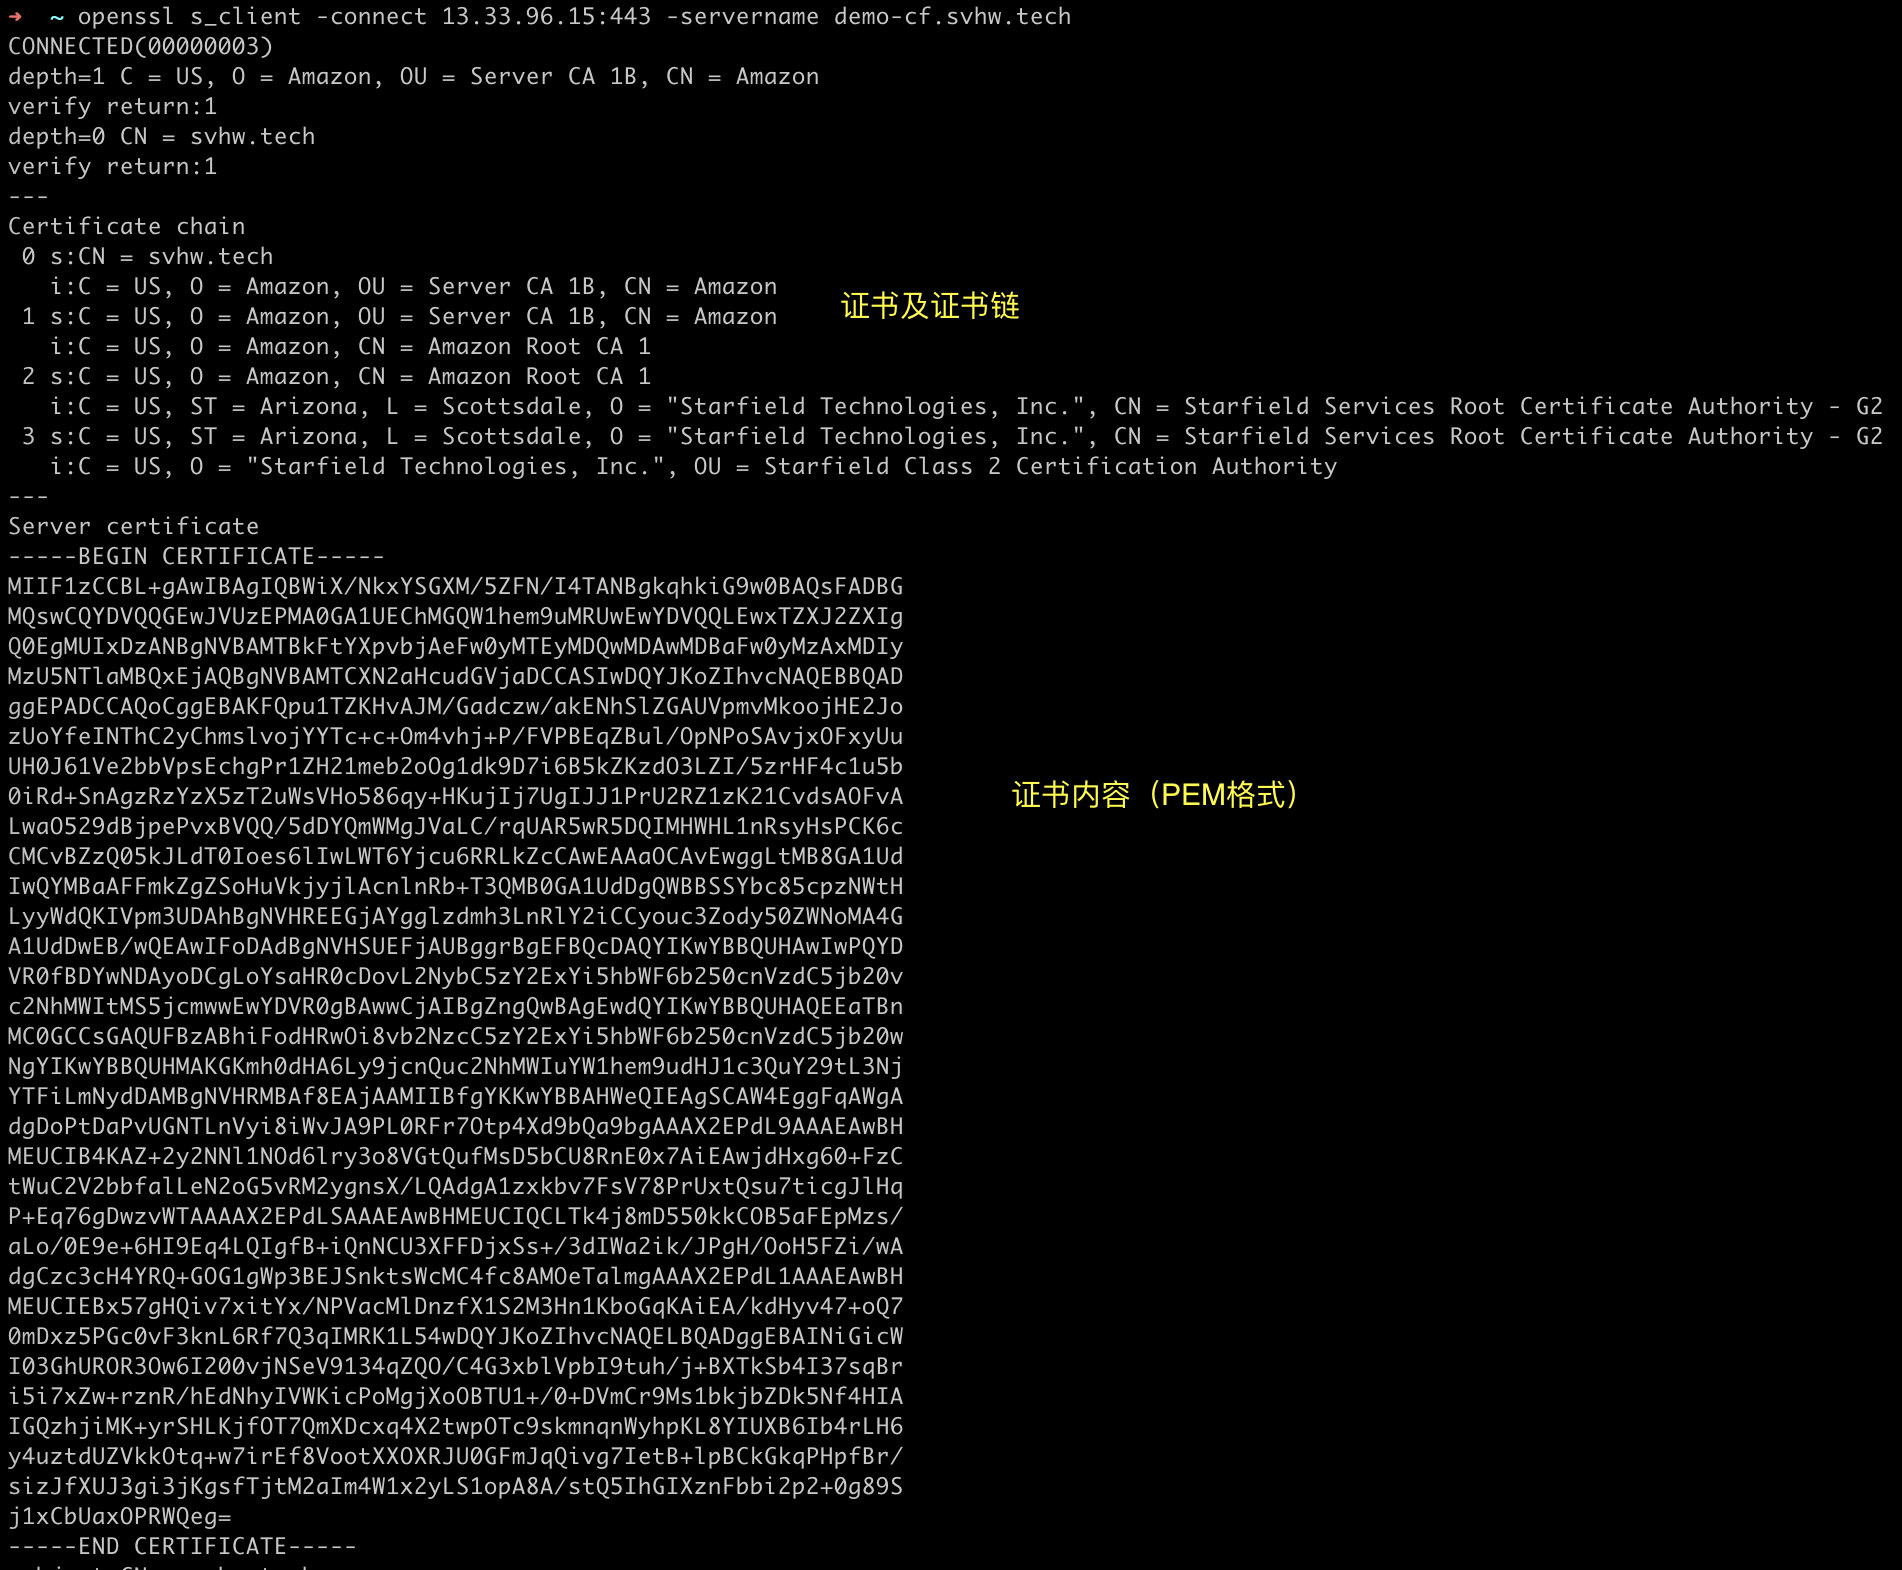 ➜  ~ openssl s_client -connect 13.33.96.15:443 -servername demo-cf.svhw.tech
CONNECTED(00000003)
depth=1 C = US, O = Amazon, OU = Server CA 1B, CN = Amazon
verify return:1
depth=0 CN = svhw.tech
verify return:1
---
Certificate chain
 0 s:CN = svhw.tech
   i:C = US, O = Amazon, OU = Server CA 1B, CN = Amazon
证书及证书链
 1 s:C = US, O = Amazon, OU = Server CA 1B, CN = Amazon
   i:C = US, O = Amazon, CN = Amazon Root CA 1
 2 s:C = US, O = Amazon, CN = Amazon Root CA 1
   i:C = US, ST = Arizona, L = Scottsdale, O = "Starfield Technologies, Inc.", CN = Starfield Services Root Certificate Authority - G2
 3 s:C = US, ST = Arizona, L = Scottsdale, O = "Starfield Technologies, Inc.", CN = Starfield Services Root Certificate Authority - G2
   i:C = US, O = "Starfield Technologies, Inc.", OU = Starfield Class 2 Certification Authority
---
Server certificate
-----BEGIN CERTIFICATE-----
MIIF1zCCBL+gAwIBAgIQBWiX/NkxYSGXM/5ZFN/I4TANBgkqhkiG9w0BAQsFADBG
MQswCQYDVQQGEwJVUzEPMA0GA1UEChMGQW1hem9uMRUwEwYDVQQLEwxTZXJ2ZXIg
Q0EgMUIxDzANBgNVBAMTBkFtYXpvbjAeFw0yMTEyMDQwMDAwMDBaFw0yMzAxMDIy
MzU5NTlaMBQxEjAQBgNVBAMTCXN2aHcudGVjaDCCASIwDQYJKoZIhvcNAQEBBQAD
ggEPADCCAQoCggEBAKFQpu1TZKHvAJM/Gadczw/akENhSlZGAUVpmvMkoojHE2Jo
zUoYfeINThC2yChmslvojYYTc+c+Om4vhj+P/FVPBEqZBul/OpNPoSAvjxOFxyUu
UH0J61Ve2bbVpsEchgPr1ZH21meb2oOg1dk9D7i6B5kZKzdO3LZI/5zrHF4c1u5b
0iRd+SnAgzRzYzX5zT2uWsVHo586qy+HKujIj7UgIJJ1PrU2RZ1zK21CvdsAOFvA
证书内容（PEM格式）
LwaO529dBjpePvxBVQQ/5dDYQmWMgJVaLC/rqUAR5wR5DQIMHWHL1nRsyHsPCK6c
CMCvBZzQ05kJLdT0Ioes6lIwLWT6Yjcu6RRLkZcCAwEAAaOCAvEwggLtMB8GA1Ud
IwQYMBaAFFmkZgZSoHuVkjyjlAcnlnRb+T3QMB0GA1UdDgQWBBSSYbc85cpzNWtH
LyyWdQKIVpm3UDAhBgNVHREEGjAYgglzdmh3LnRlY2iCCyouc3Zody50ZWNoMA4G
A1UdDwEB/wQEAwIFoDAdBgNVHSUEFjAUBggrBgEFBQcDAQYIKwYBBQUHAwIwPQYD
VR0fBDYwNDAyoDCgLoYsaHR0cDovL2NybC5zY2ExYi5hbWF6b250cnVzdC5jb20v
c2NhMWItMS5jcmwwEwYDVR0gBAwwCjAIBgZngQwBAgEwdQYIKwYBBQUHAQEEaTBn
MC0GCCsGAQUFBzABhiFodHRwOi8vb2NzcC5zY2ExYi5hbWF6b250cnVzdC5jb20w
NgYIKwYBBQUHMAKGKmh0dHA6Ly9jcnQuc2NhMWIuYW1hem9udHJ1c3QuY29tL3Nj
YTFiLmNydDAMBgNVHRMBAf8EAjAAMIIBfgYKKwYBBAHWeQIEAgSCAW4EggFqAWgA
dgDoPtDaPvUGNTLnVyi8iWvJA9PL0RFr7Otp4Xd9bQa9bgAAAX2EPdL9AAAEAwBH
MEUCIB4KAZ+2y2NNl1NOd6lry3o8VGtQufMsD5bCU8RnE0x7AiEAwjdHxg60+FzC
tWuC2V2bbfalLeN2oG5vRM2ygnsX/LQAdgA1zxkbv7FsV78PrUxtQsu7ticgJlHq
P+Eq76gDwzvWTAAAAX2EPdLSAAAEAwBHMEUCIQCLTk4j8mD550kkCOB5aFEpMzs/
aLo/0E9e+6HI9Eq4LQIgfB+iQnNCU3XFFDjxSs+/3dIWa2ik/JPgH/OoH5FZi/wA
dgCzc3cH4YRQ+GOG1gWp3BEJSnktsWcMC4fc8AMOeTalmgAAAX2EPdL1AAAEAwBH
MEUCIEBx57gHQiv7xitYx/NPVacMlDnzfX1S2M3Hn1KboGqKAiEA/kdHyv47+oQ7
0mDxz5PGc0vF3knL6Rf7Q3qIMRK1L54wDQYJKoZIhvcNAQELBQADggEBAINiGicW
I03GhUROR3Ow6I200vjNSeV9134qZQO/C4G3xblVpbI9tuh/j+BXTkSb4I37sqBr
i5i7xZw+rznR/hEdNhyIVWKicPoMgjXoOBTU1+/0+DVmCr9Ms1bkjbZDk5Nf4HIA
IGQzhjiMK+yrSHLKjfOT7QmXDcxq4X2twpOTc9skmnqnWyhpKL8YIUXB6Ib4rLH6
y4uztdUZVkkOtq+w7irEf8VootXXOXRJU0GFmJqQivg7IetB+lpBCkGkqPHpfBr/
sizJfXUJ3gi3jKgsfTjtM2aIm4W1x2yLS1opA8A/stQ5IhGIXznFbbi2p2+0g89S
j1xCbUaxOPRWQeg=
-----END CERTIFICATE-----